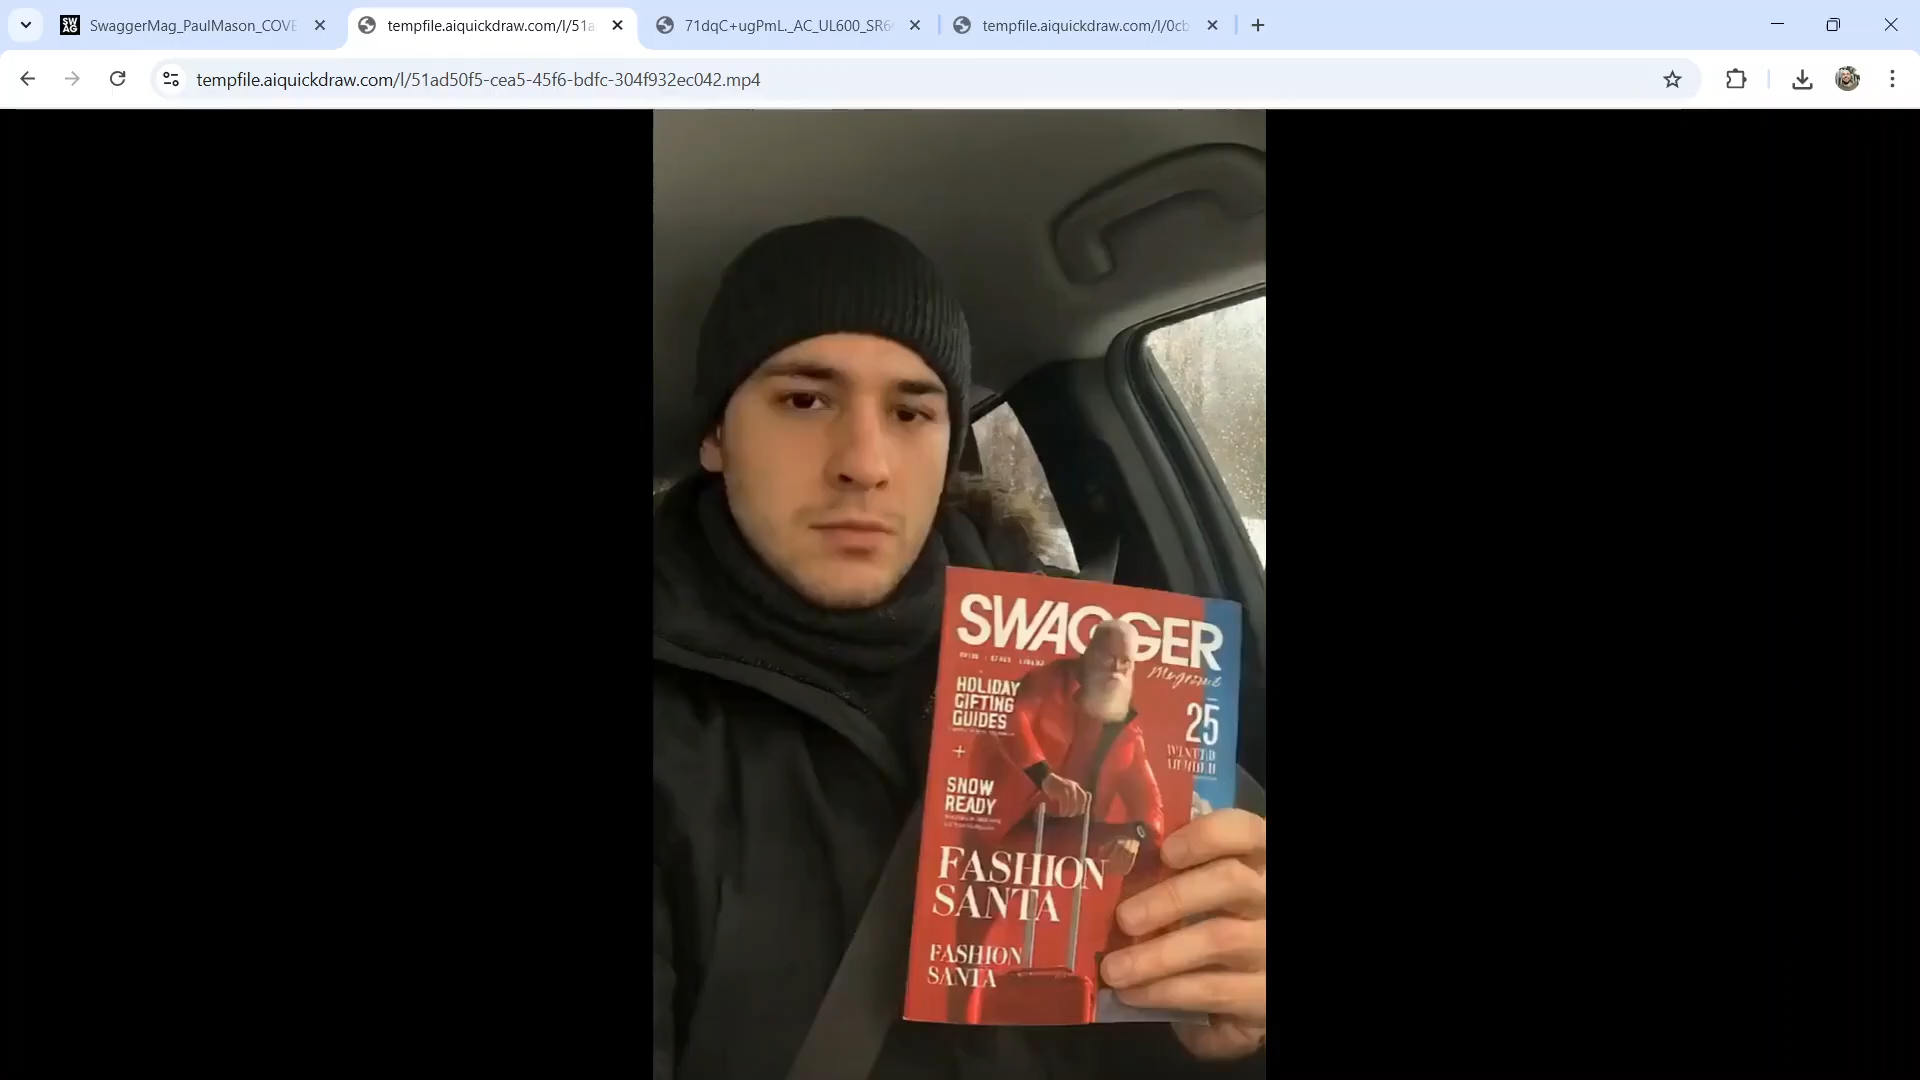 SwaggerMag_PaulMason_COVE
tempfile.aiquickdraw.com/l/51a
71dqC+ugPmL._AC_UL600_SR6
tempfile.aiquickdraw.com/l/0cb
tempfile.aiquickdraw.com/l/51ad50f5-cea5-45f6-bdfc-304f932ec042.mp4
SWAGGER
Magazine
HOLIDAY
GIFTING
GUIDES
+
25
SNOW
READY
FASHION
SANTA
FASHION
SANTA